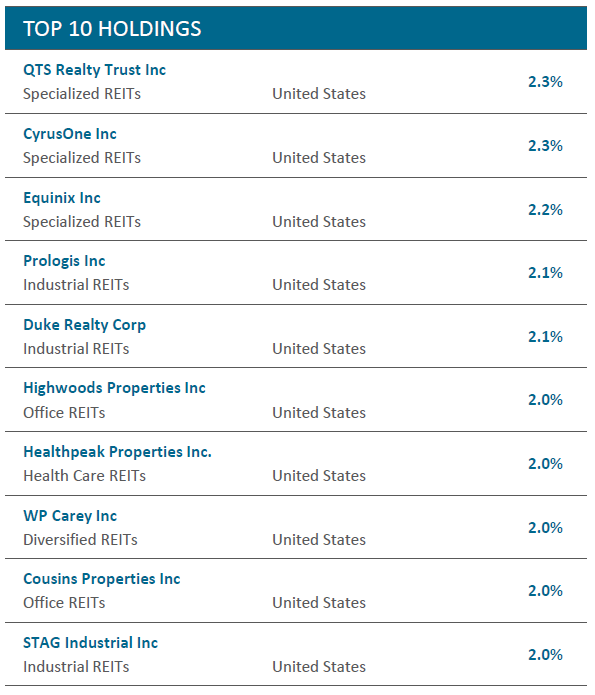 TOP 10 HOLDINGS
QTS Realty Trust Inc
Specialized REITs United States 2.3%
CyrusOne Inc
Specialized REITs United States 2.3%
Equinix Inc
Specialized REITs United States 2.2%
Prologis Inc
Industrial REITs United States 2.1%
Duke Realty Corp
Industrial REITs United States 2.1%
Highwoods Properties Inc
Office REITs United States 2.0%
Healthpeak Properties Inc.
Health Care REITs United States 2.0%
WP Carey Inc
Diversified REITs United States 2.0%
Cousins Properties Inc
Office REITs United States 2.0%
STAG Industrial Inc
Industrial REITs United States 2.0%